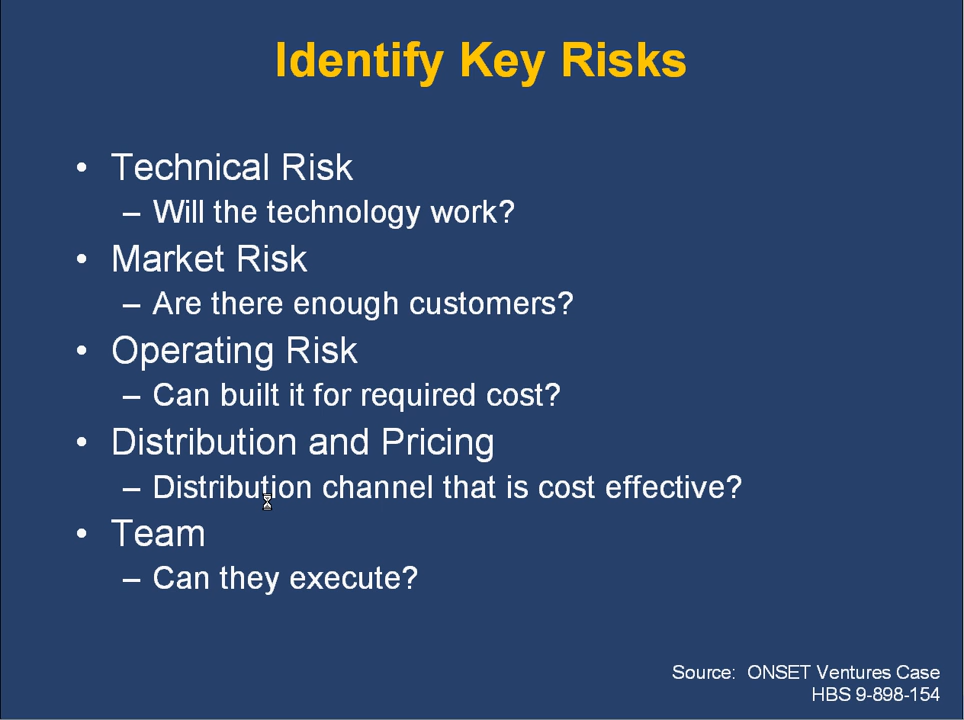 Identify Key Risks
• Technical Risk
– Will the technology work?
• Market Risk
– Are there enough customers?
• Operating Risk
– Can built it for required cost?
• Distribution and Pricing
– Distribution channel that is cost effective?
• Team
– Can they execute?
Source:  ONSET Ventures Case
HBS 9-898-154